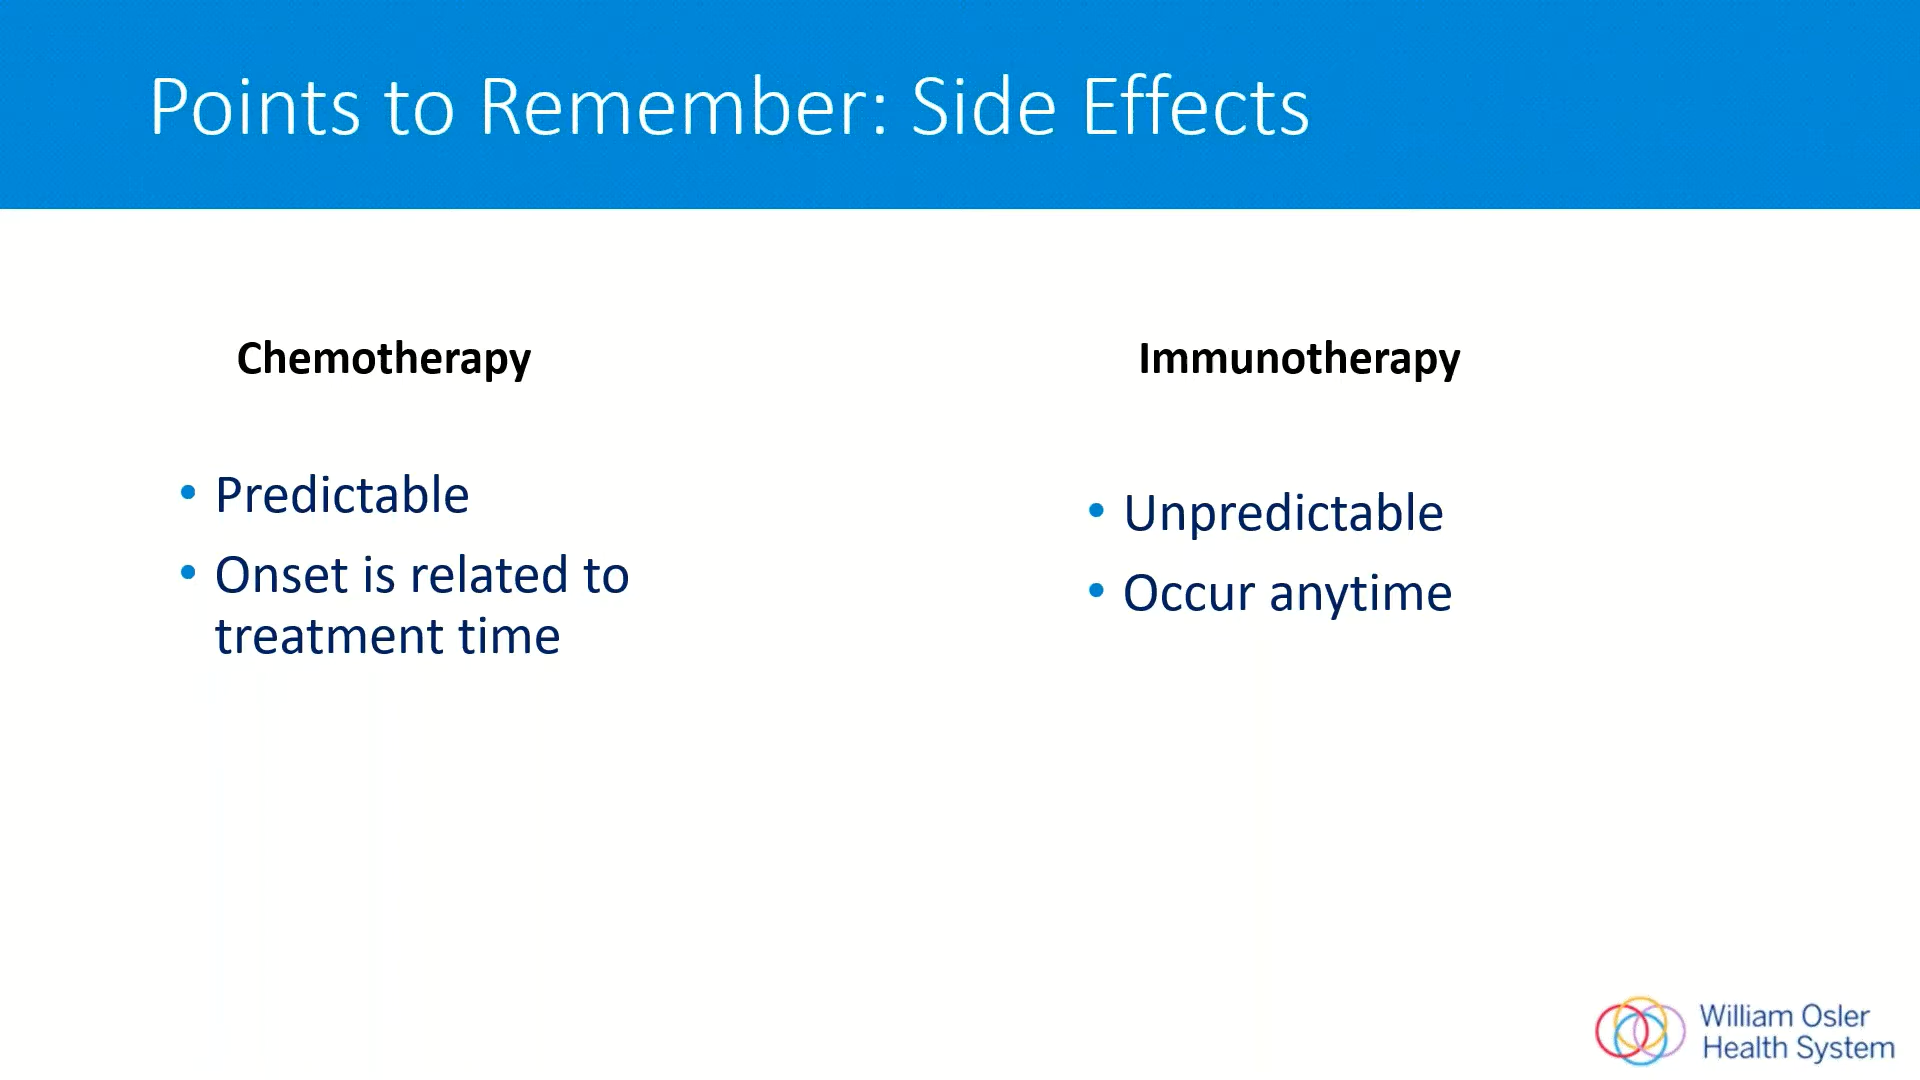 Points to Remember: Side Effects
Chemotherapy
• Predictable
• Onset is related to
treatment time
Immunotherapy
• Unpredictable
• Occur anytime
William Osler
Health System